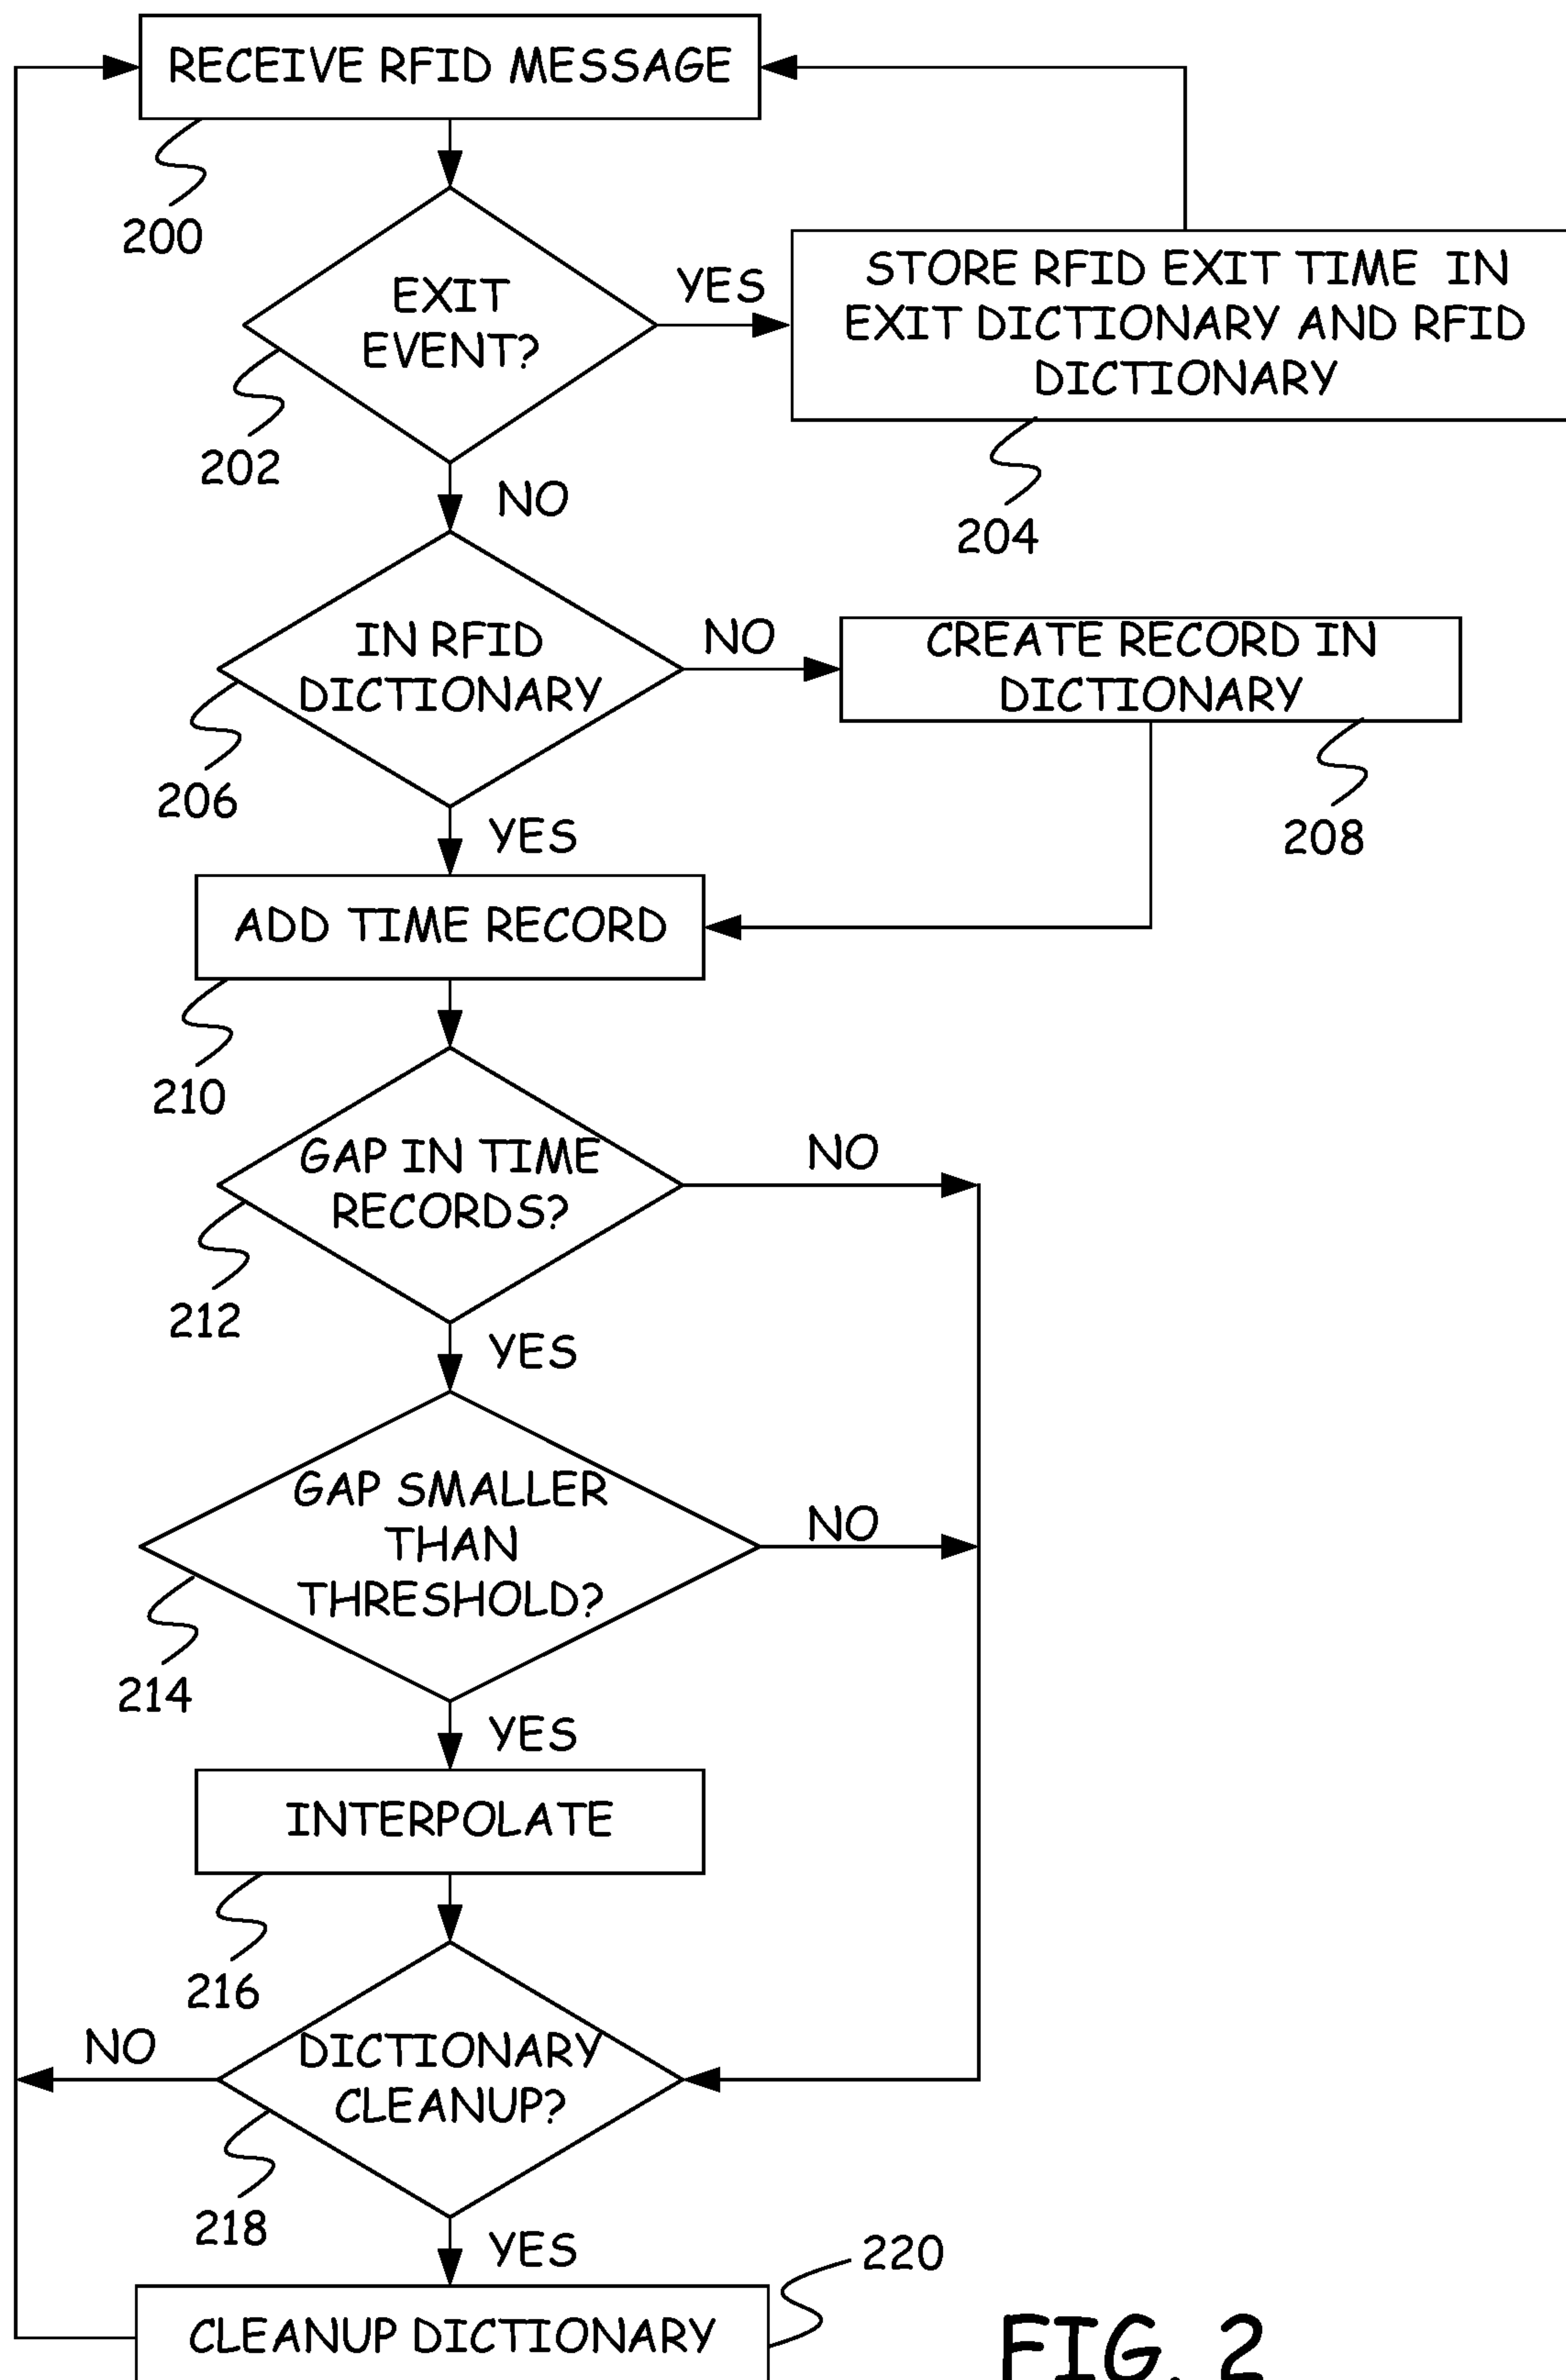 RECEIVE RFID MESSAGE
200
EXIT
EVENT?
YES
STORE RFID EXIT TIME IN
EXIT DICTIONARY AND RFID
DICTIONARY
202
NO
204
IN RFID
DICTIONARY
NO
CREATE RECORD IN
DICTIONARY
206
YES
208
ADD TIME RECORD
210
GAP IN TIME
RECORDS?
NO
212
YES
GAP SMALLER
THAN
THRESHOLD?
NO
214
YES
INTERPOLATE
216
NO
DICTIONARY
CLEANUP?
218
YES
220
CLEANUP DICTIONARY
FIG. 2